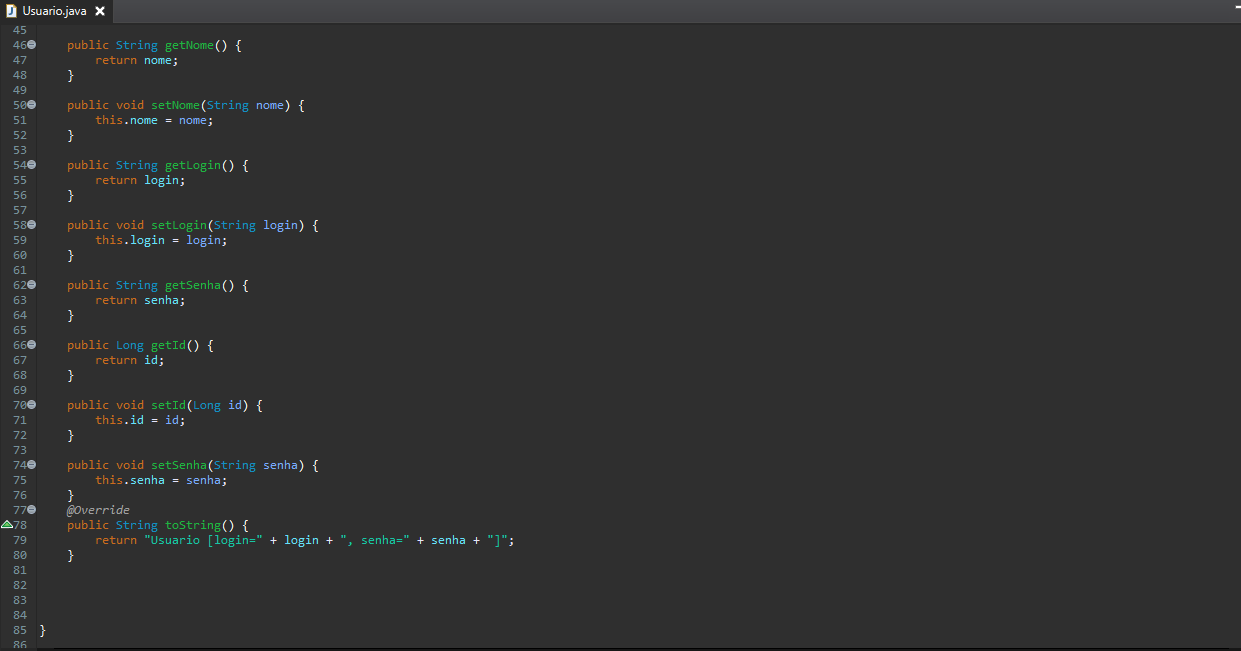 Usuario.java
45
46 public String getNome() {
47 return nome;
48 }
49
50 public void setNome(String nome) {
51 this.nome = nome;
52 }
53
54 public String getLogin() {
55 return login;
56 }
57
58 public void setLogin(String login) {
59 this.login = login;
60 }
61
62 public String getSenha() {
63 return senha;
64 }
65
66 public Long getId() {
67 return id;
68 }
69
70 public void setId(Long id) {
71 this.id = id;
72 }
73
74 public void setSenha(String senha) {
75 this.senha = senha;
76 }
77 @Override
78 public String toString() {
79 return "Usuario [login=" + login + ", senha=" + senha + "]";
80 }
81
82
83
84
85 }
86